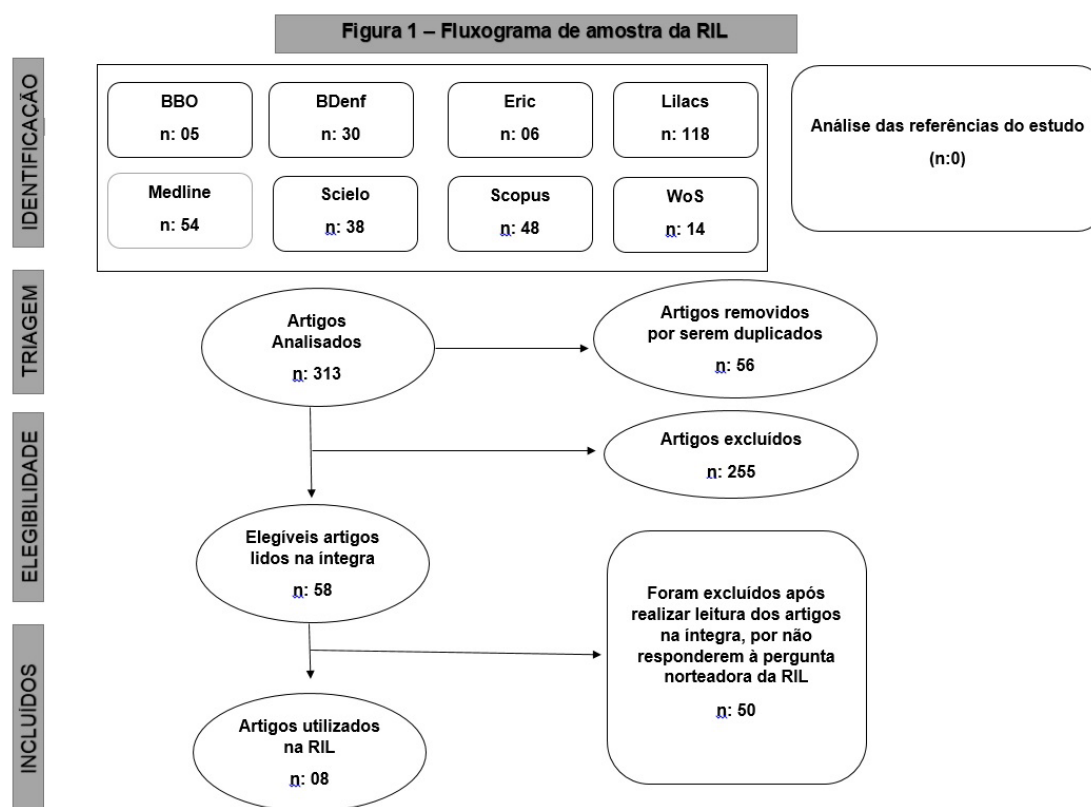 Figura 1 – Fluxograma de amostra da RIL
IDENTIFICAÇÃO
BBO
n: 05
BDenf
n: 30
Eric
n: 06
Lilacs
n: 118
Medline
n: 54
Scielo
n: 38
Scopus
n: 48
WoS
n: 14
Análise das referências do estudo
(n:0)
TRIAGEM
Artigos
Analisados
n: 313
Artigos removidos
por serem duplicados
n: 56
ELEGIBILIDADE
Artigos excluídos
n: 255
Elegíveis artigos
lidos na íntegra
n: 58
Foram excluídos após
realizar leitura dos artigos
na íntegra, por não
responderem à pergunta
norteadora da RIL
n: 50
INCLUÍDOS
Artigos utilizados
na RIL
n: 08